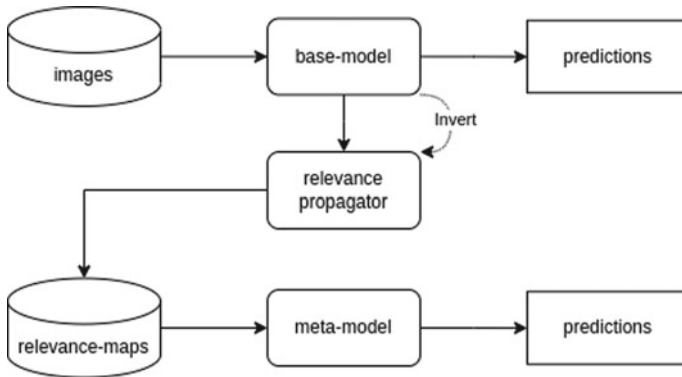 images
base-model
predictions
Invert
relevance
propagator
relevance-maps
meta-model
predictions